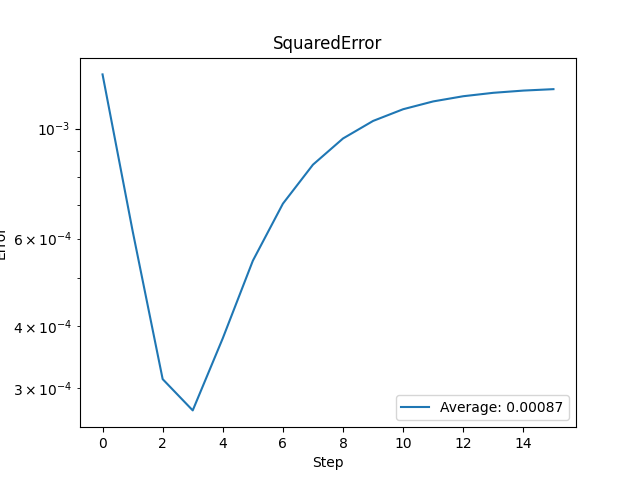 SquaredError
10⁻³
6 × 10⁻⁴
4 × 10⁻⁴
3 × 10⁻⁴
Error
Average: 0.00087
0 2 4 6 8 10 12 14
Step